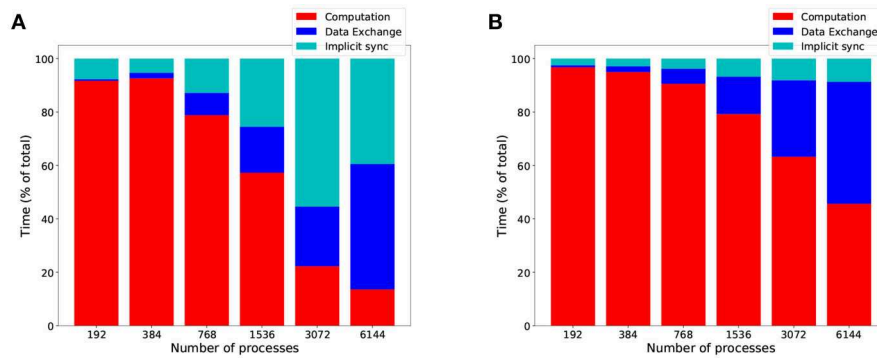 A
Computation
Data Exchange
Implicit sync
100
80
60
40
20
0
Time (% of total)
192 384 768 1536 3072 6144
Number of processes
B
Computation
Data Exchange
Implicit sync
100
80
60
40
20
0
Time (% of total)
192 384 768 1536 3072 6144
Number of processes